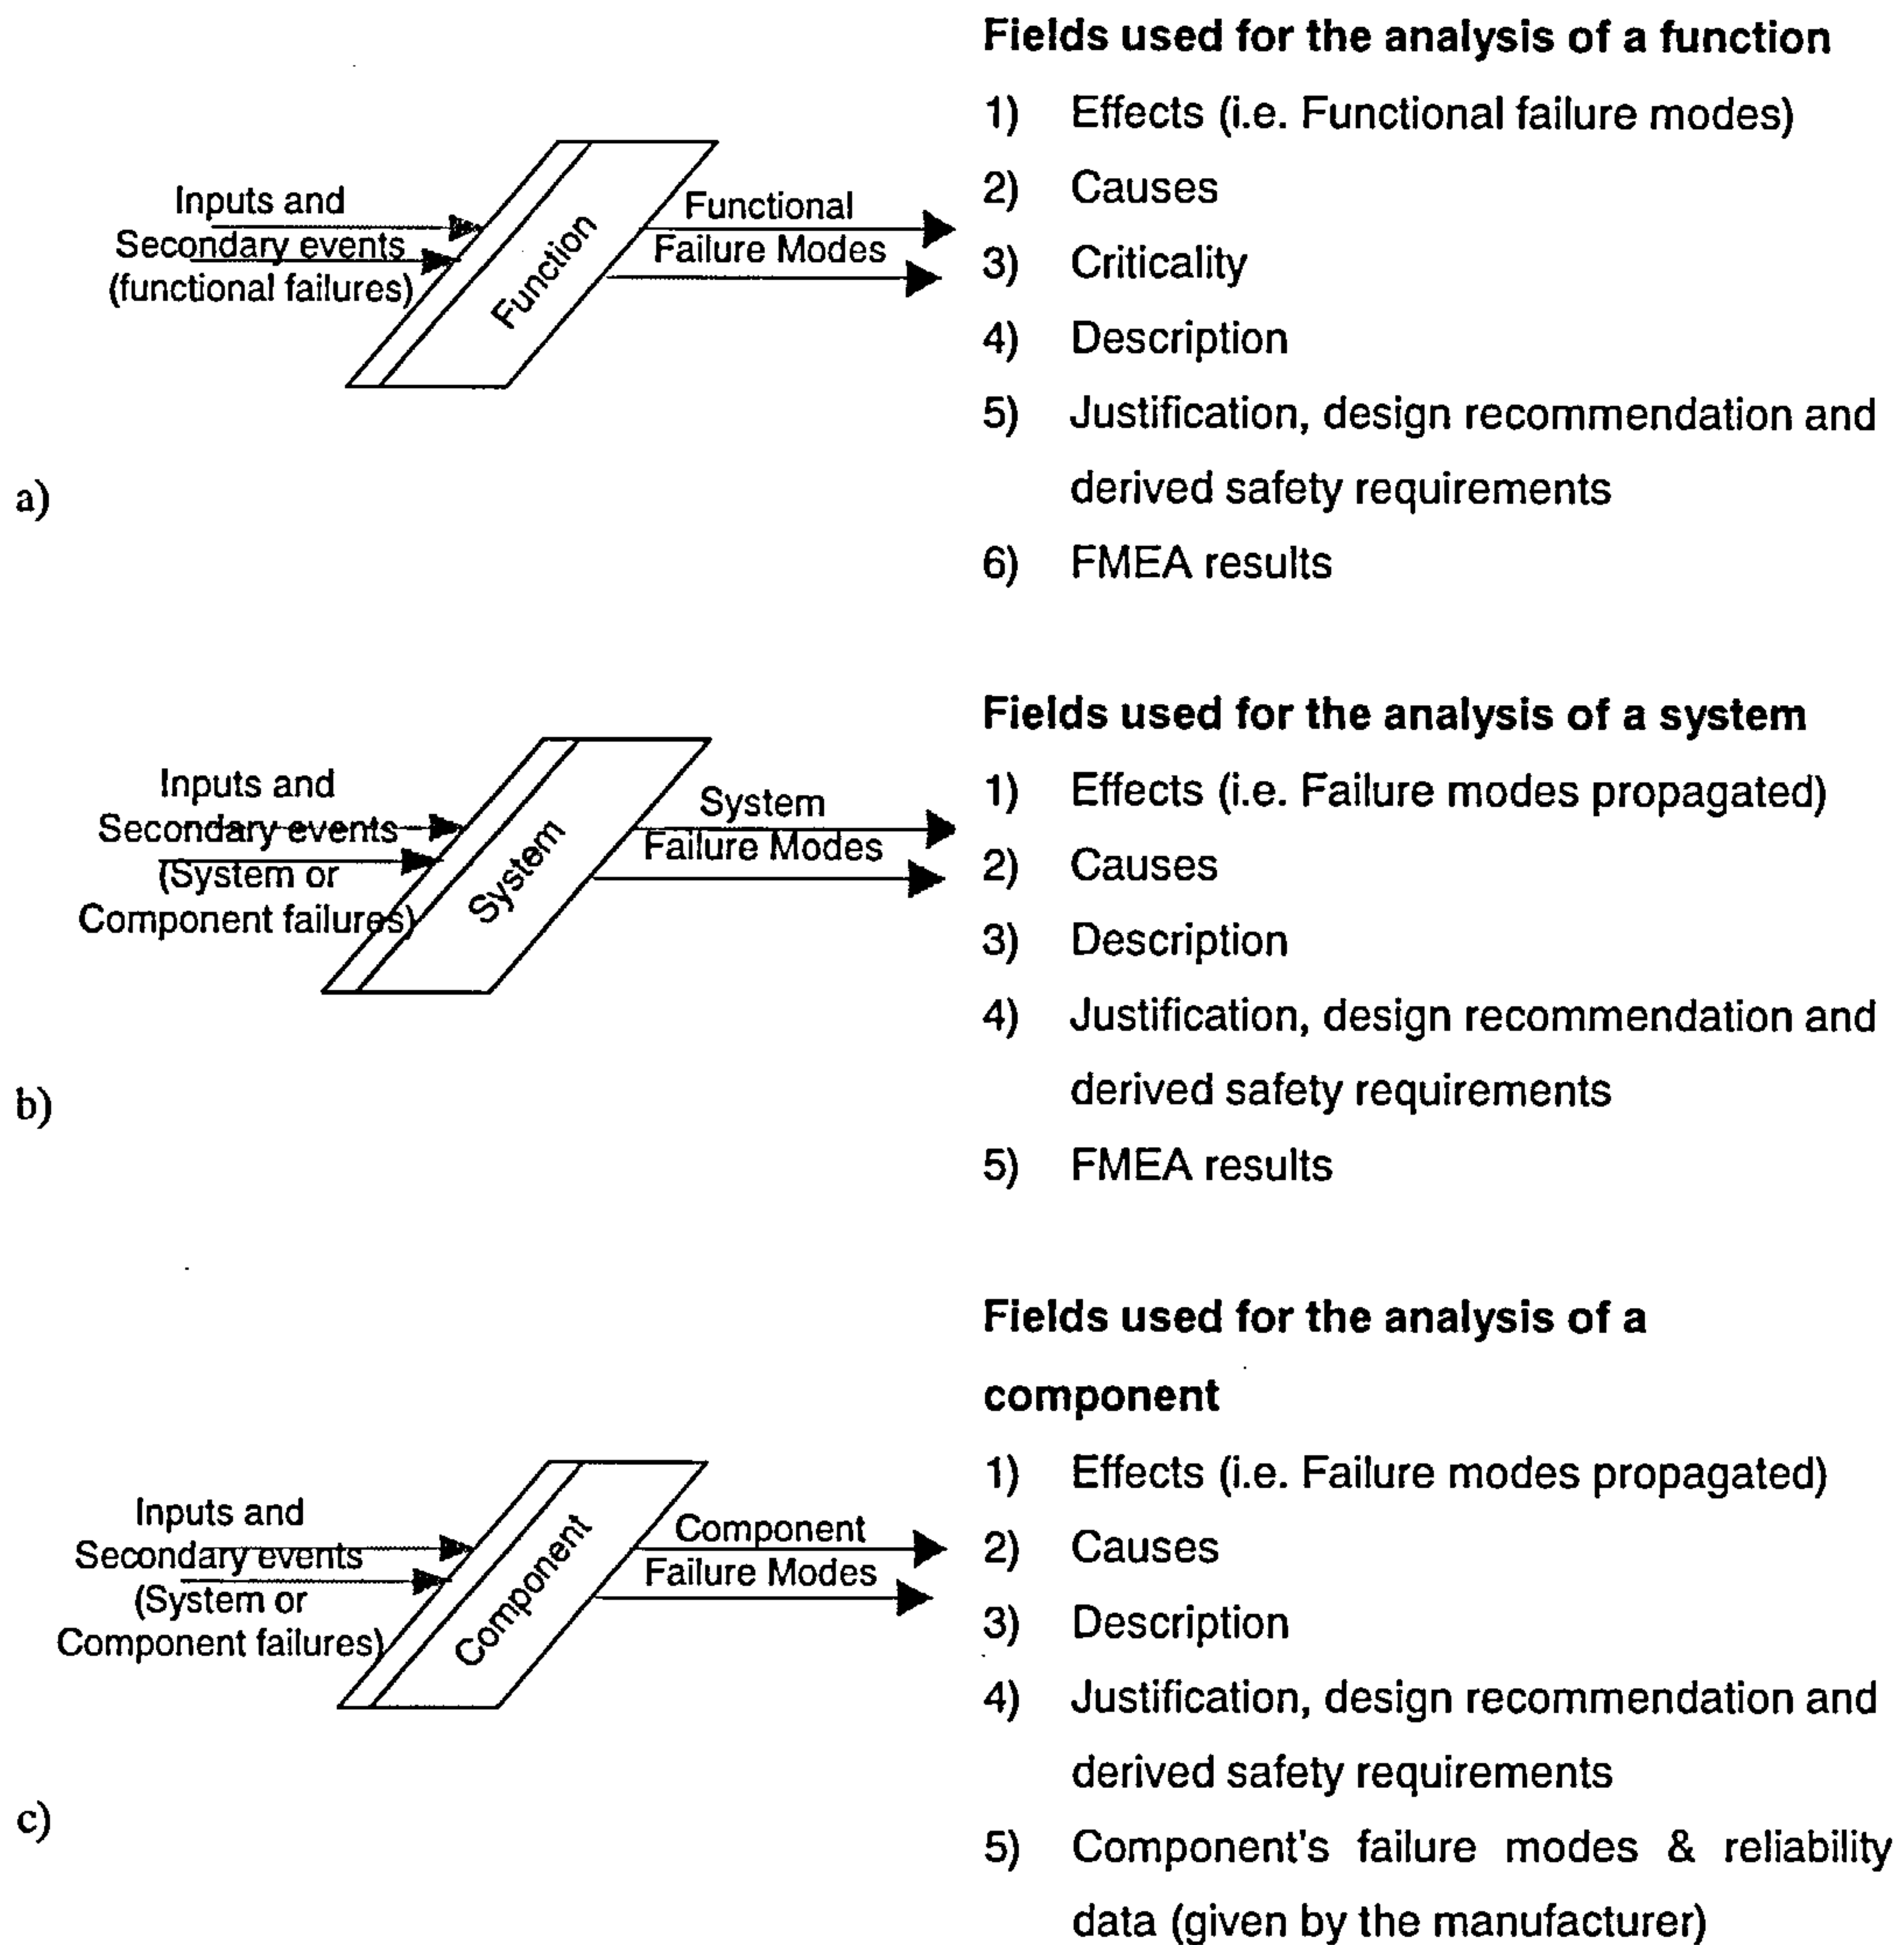 Fields used for the analysis of a function
1) Effects (i.e. Functional failure modes)
2) Causes
3) Criticality
4) Description
5) Justification, design recommendation and
derived safety requirements
6) FMEA results
Inputs and
Secondary events
(functional failures)
Function
Functional
Failure Modes
a)
Fields used for the analysis of a system
1) Effects (i.e. Failure modes propagated)
2) Causes
3) Description
4) Justification, design recommendation and
derived safety requirements
5) FMEA results
Inputs and
Secondary events
(System or
Component failures)
System
System
Failure Modes
b)
Fields used for the analysis of a
component
1) Effects (i.e. Failure modes propagated)
2) Causes
3) Description
4) Justification, design recommendation and
derived safety requirements
5) Component's failure modes & reliability
data (given by the manufacturer)
Inputs and
Secondary events
(System or
Component failures)
Component
Component
Failure Modes
c)